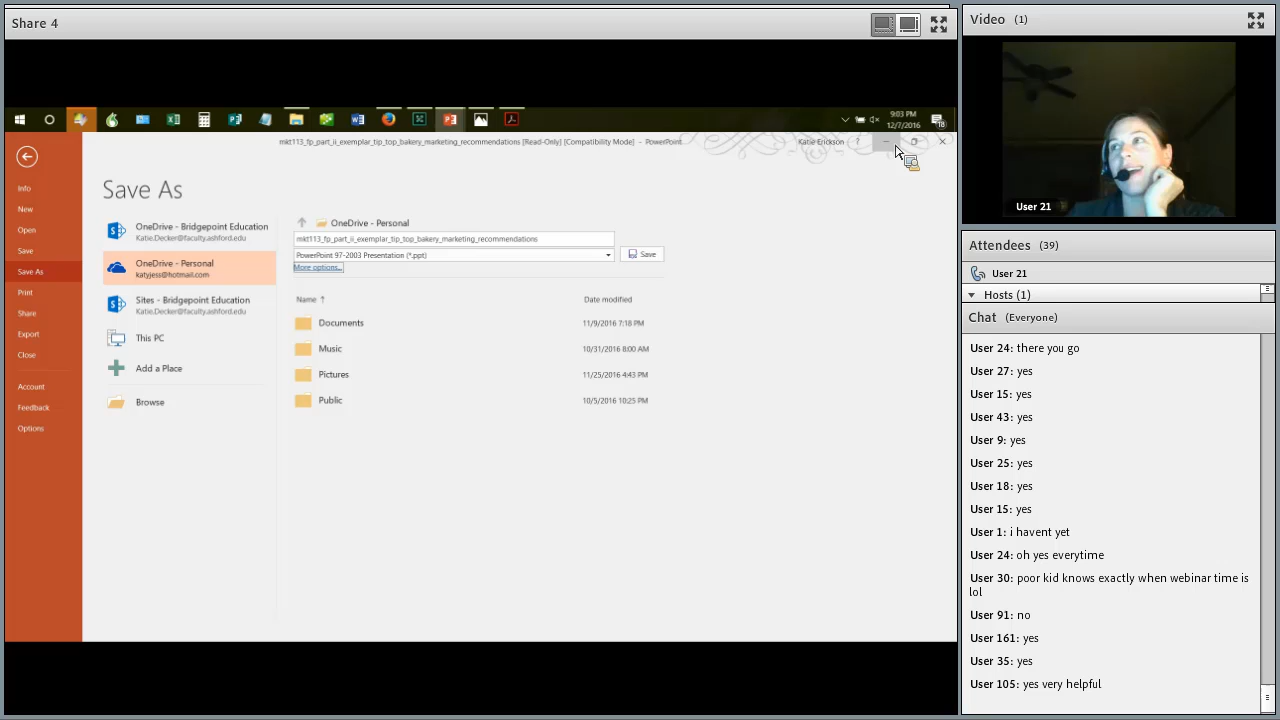 Share 4
9:03 PM
12/7/2016
18
mkt113_fp_part_ii_exemplar_tip_top_bakery_marketing_recommendations [Read-Only] [Compatibility Mode] - PowerPoint
Katie Erickson
?
Info
New
Open
Save
Save As
Print
Share
Export
Close
Account
Feedback
Options
Save As
OneDrive - Bridgepoint Education
Katie.Decker@faculty.ashford.edu
OneDrive - Personal
katyjess@hotmail.com
Sites - Bridgepoint Education
Katie.Decker@faculty.ashford.edu
This PC
Add a Place
Browse
OneDrive - Personal
mkt113_fp_part_ii_exemplar_tip_top_bakery_marketing_recommendations
PowerPoint 97-2003 Presentation (*.ppt)
Save
More options...
Name
Date modified
Documents
11/9/2016 7:18 PM
Music
10/31/2016 8:00 AM
Pictures
11/25/2016 4:43 PM
Public
10/5/2016 10:25 PM
Video (1)
User 21
Attendees (39)
User 21
Hosts (1)
Chat (Everyone)
User 24: there you go
User 27: yes
User 15: yes
User 43: yes
User 9: yes
User 25: yes
User 18: yes
User 15: yes
User 1: i havent yet
User 24: oh yes everytime
User 30: poor kid knows exactly when webinar time is
lol
User 91: no
User 161: yes
User 35: yes
User 105: yes very helpful